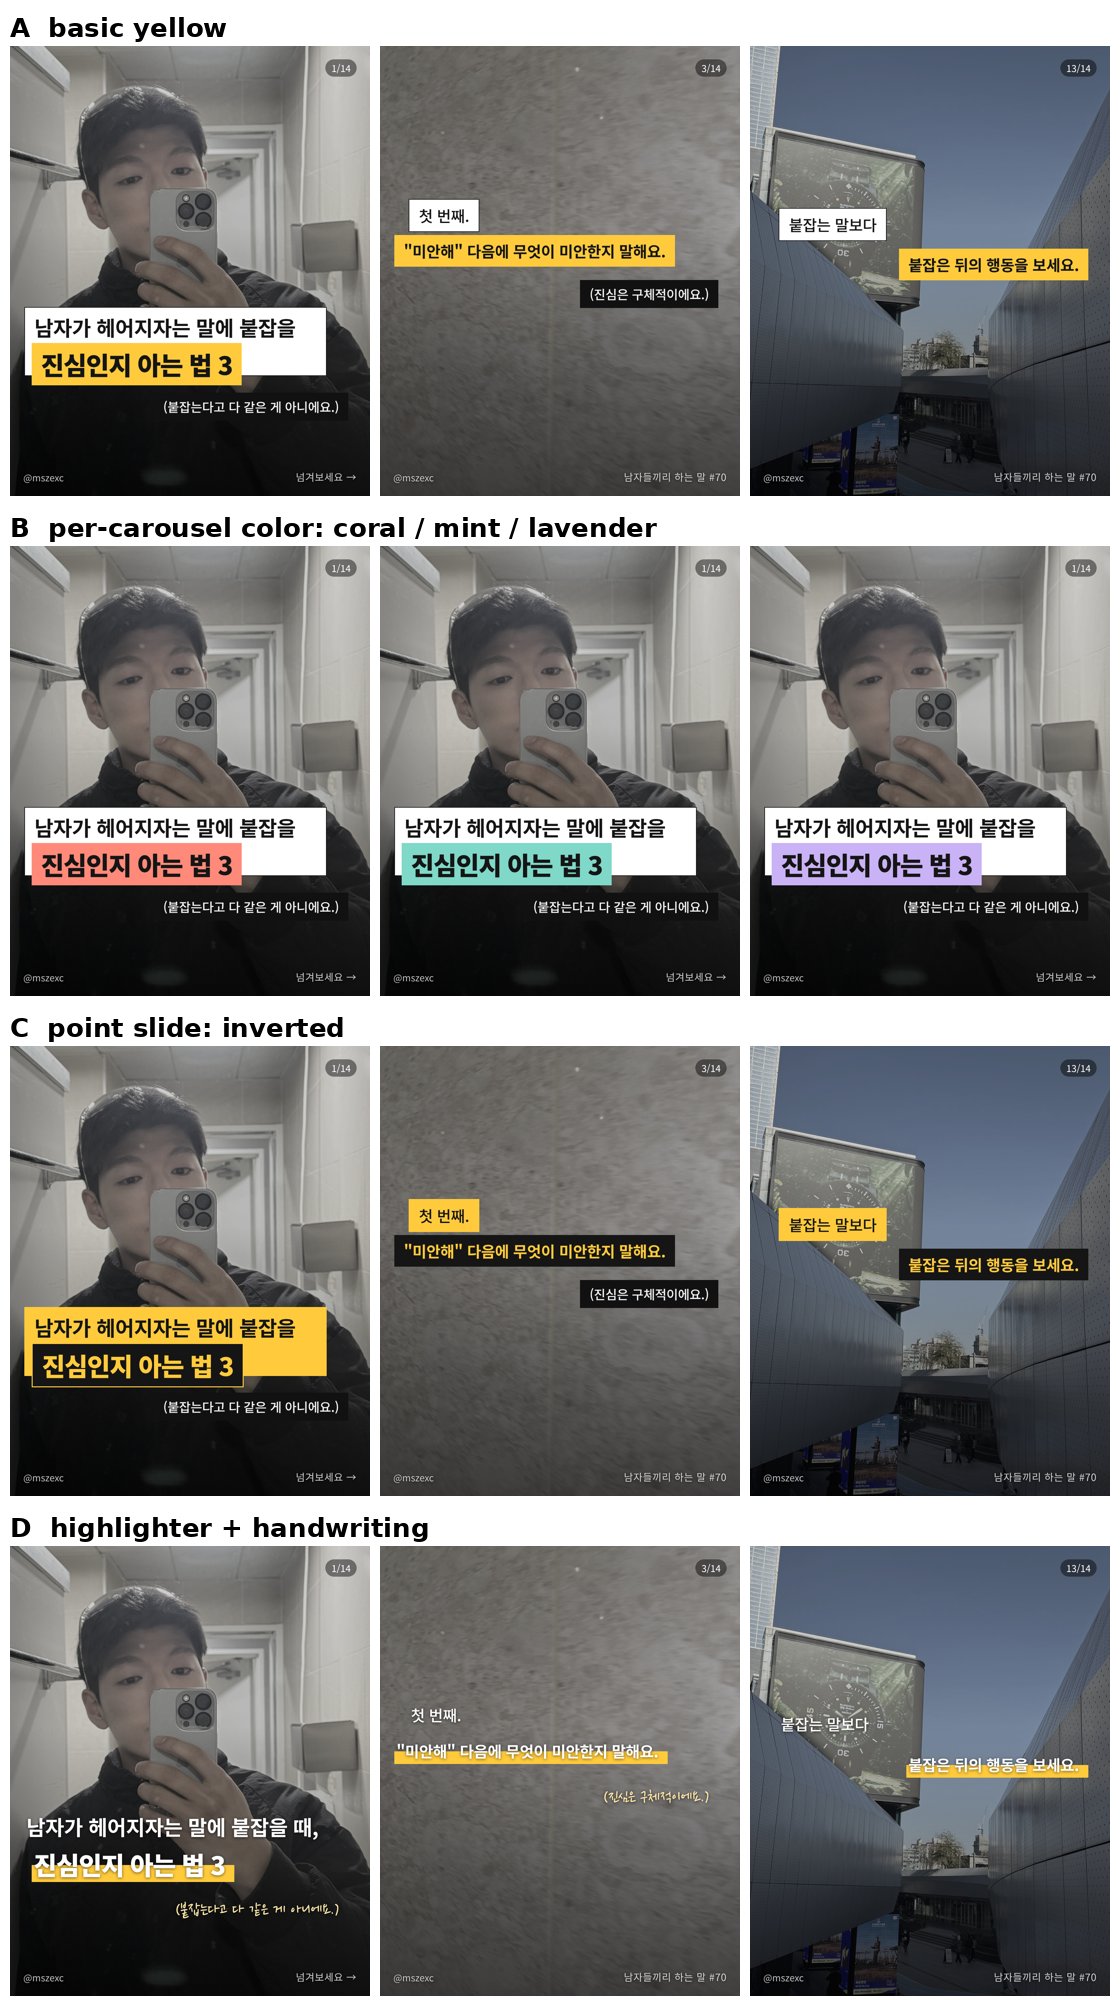 A basic yellow
1/14
남자가 헤어지자는 말에 붙잡을
진심인지 아는 법 3
(붙잡는다고 다 같은 게 아니에요.)
@mszexc
넘겨보세요 →
3/14
첫 번째.
"미안해" 다음에 무엇이 미안한지 말해요.
(진심은 구체적이에요.)
@mszexc
남자들끼리 하는 말 #70
13/14
붙잡는 말보다
붙잡은 뒤의 행동을 보세요.
@mszexc
남자들끼리 하는 말 #70
B per-carousel color: coral / mint / lavender
1/14
남자가 헤어지자는 말에 붙잡을
진심인지 아는 법 3
(붙잡는다고 다 같은 게 아니에요.)
@mszexc
넘겨보세요 →
1/14
남자가 헤어지자는 말에 붙잡을
진심인지 아는 법 3
(붙잡는다고 다 같은 게 아니에요.)
@mszexc
넘겨보세요 →
1/14
남자가 헤어지자는 말에 붙잡을
진심인지 아는 법 3
(붙잡는다고 다 같은 게 아니에요.)
@mszexc
넘겨보세요 →
C point slide: inverted
1/14
남자가 헤어지자는 말에 붙잡을
진심인지 아는 법 3
(붙잡는다고 다 같은 게 아니에요.)
@mszexc
넘겨보세요 →
3/14
첫 번째.
"미안해" 다음에 무엇이 미안한지 말해요.
(진심은 구체적이에요.)
@mszexc
남자들끼리 하는 말 #70
13/14
붙잡는 말보다
붙잡은 뒤의 행동을 보세요.
@mszexc
남자들끼리 하는 말 #70
D highlighter + handwriting
1/14
남자가 헤어지자는 말에 붙잡을 때,
진심인지 아는 법 3
(붙잡는다고 다 같은 게 아니에요.)
@mszexc
넘겨보세요 →
3/14
첫 번째.
"미안해" 다음에 무엇이 미안한지 말해요.
(진심은 구체적이에요.)
@mszexc
남자들끼리 하는 말 #70
13/14
붙잡는 말보다
붙잡은 뒤의 행동을 보세요.
@mszexc
남자들끼리 하는 말 #70